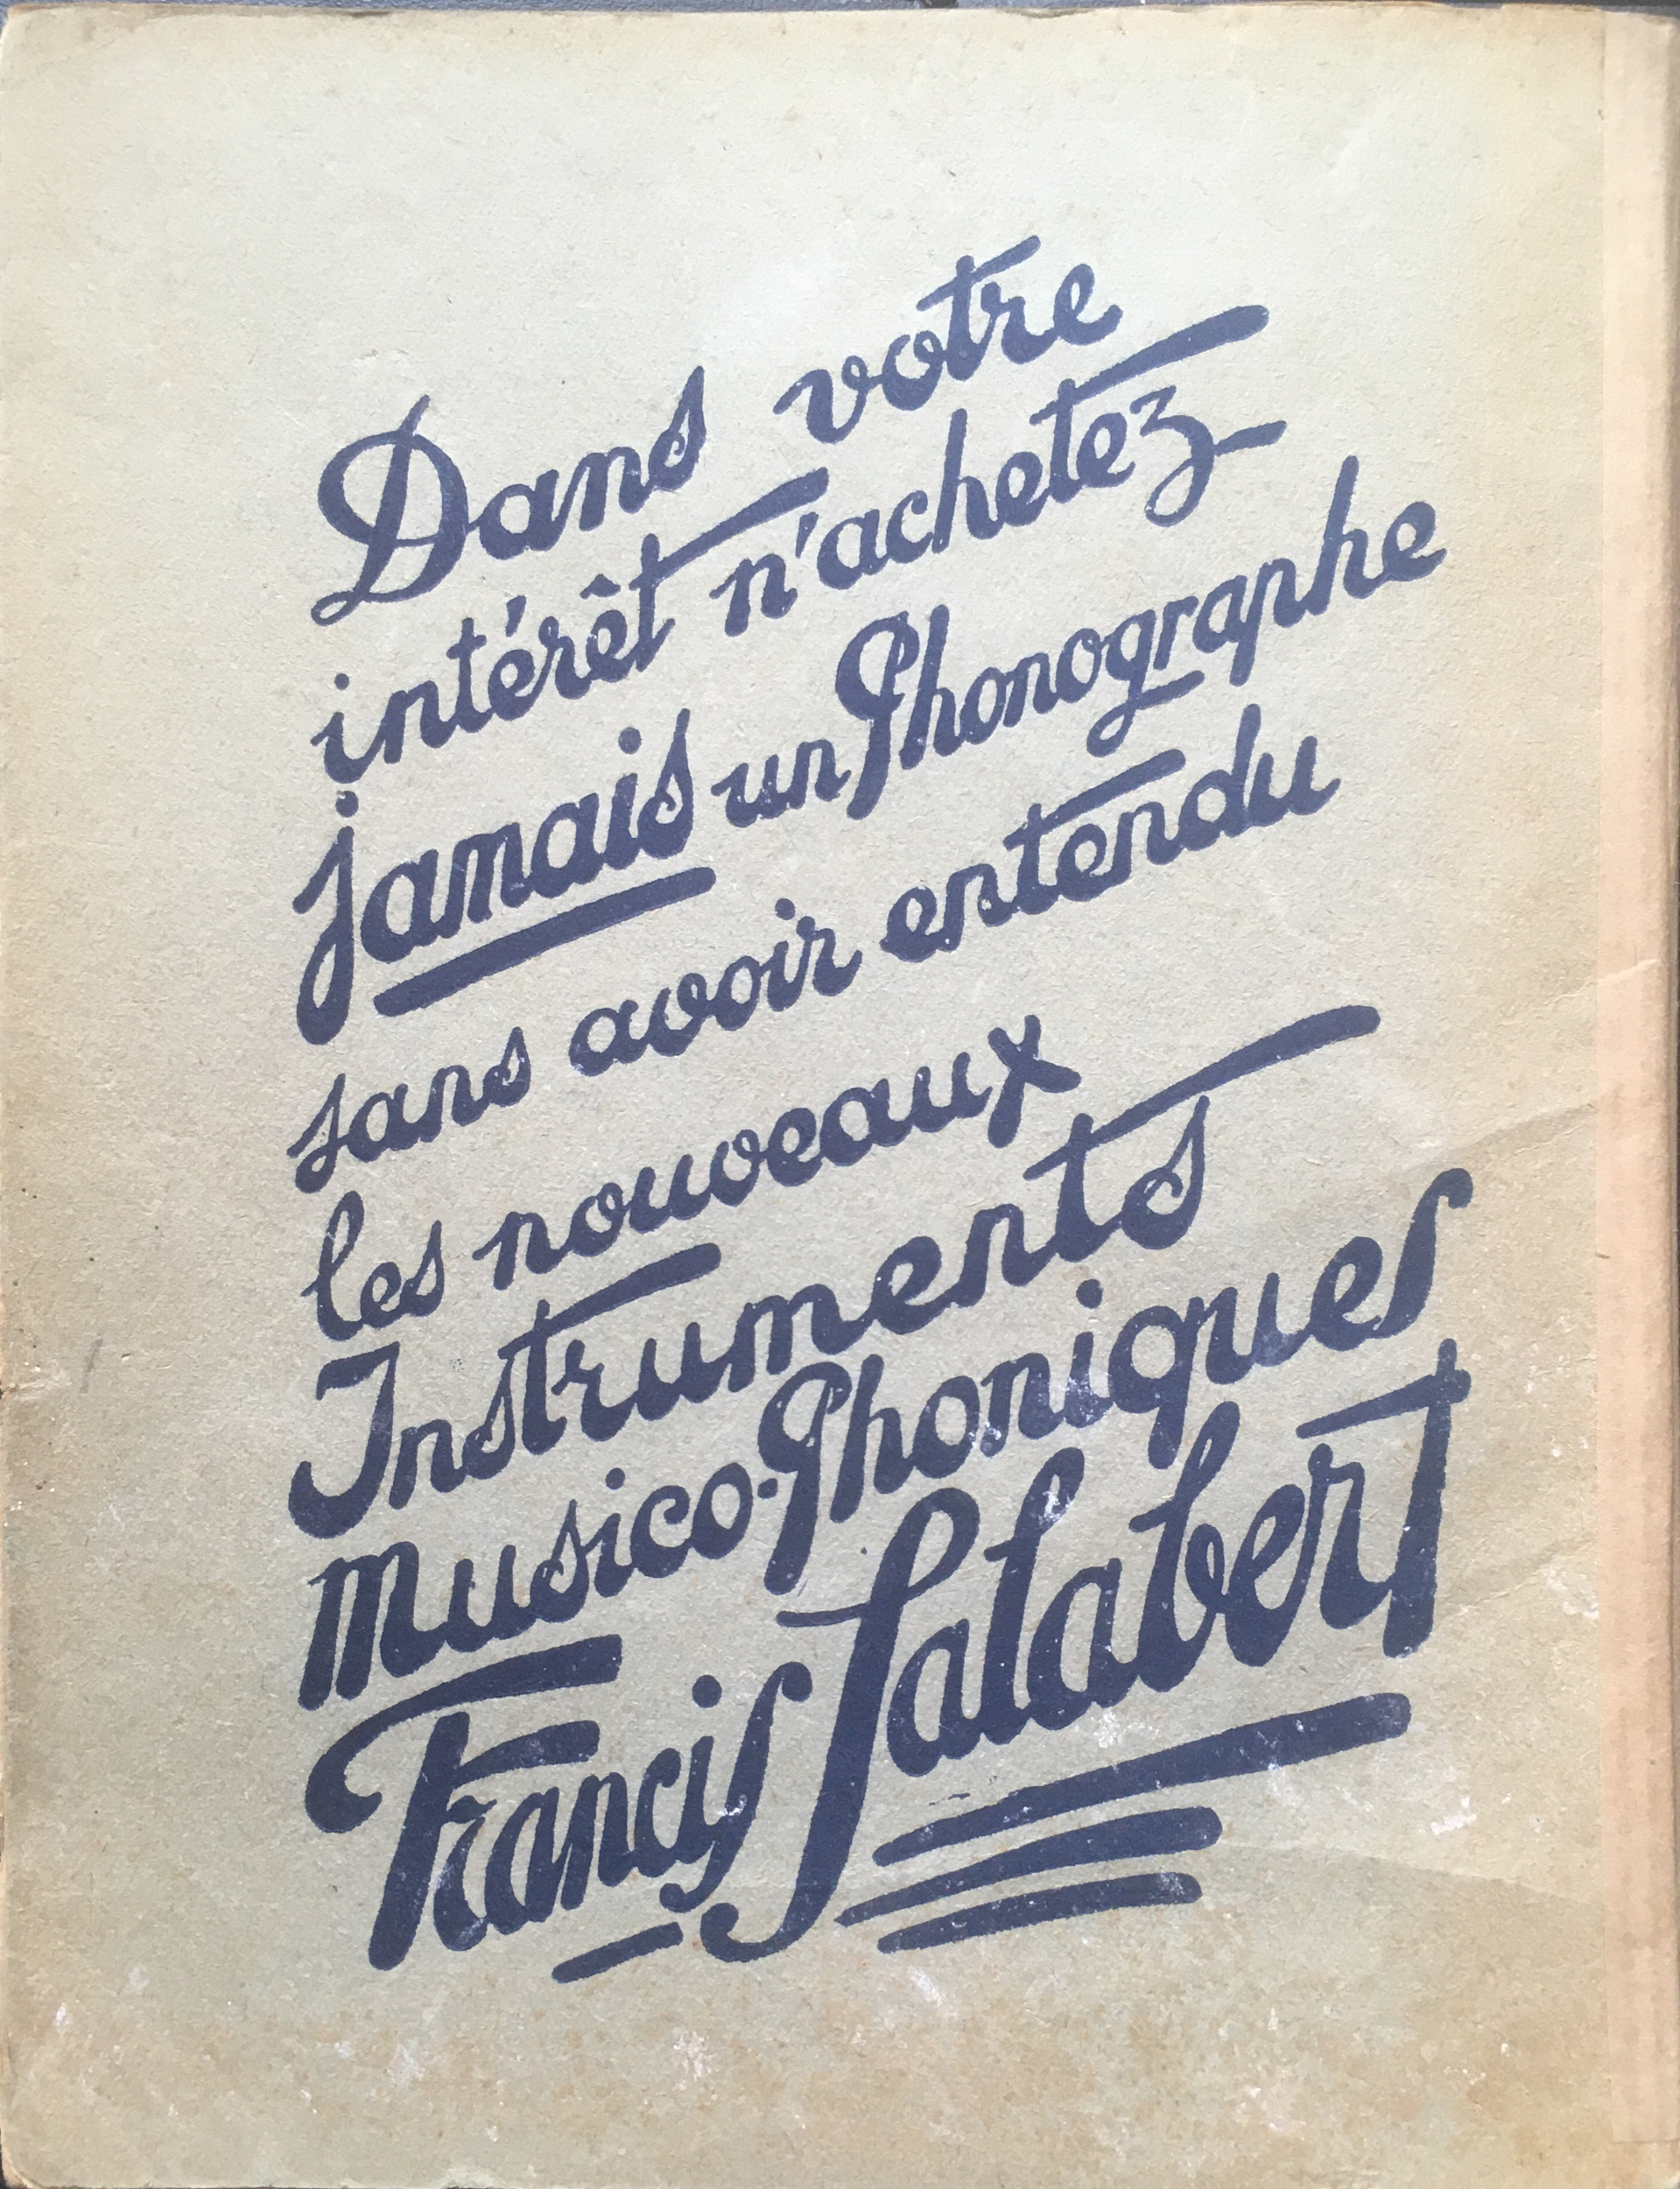 Dans votre
intérêt n'achetez
jamais un Phonographe
sans avoir entendu
les nouveaux
Instruments
Musico-Phoniques
Francis Salabert